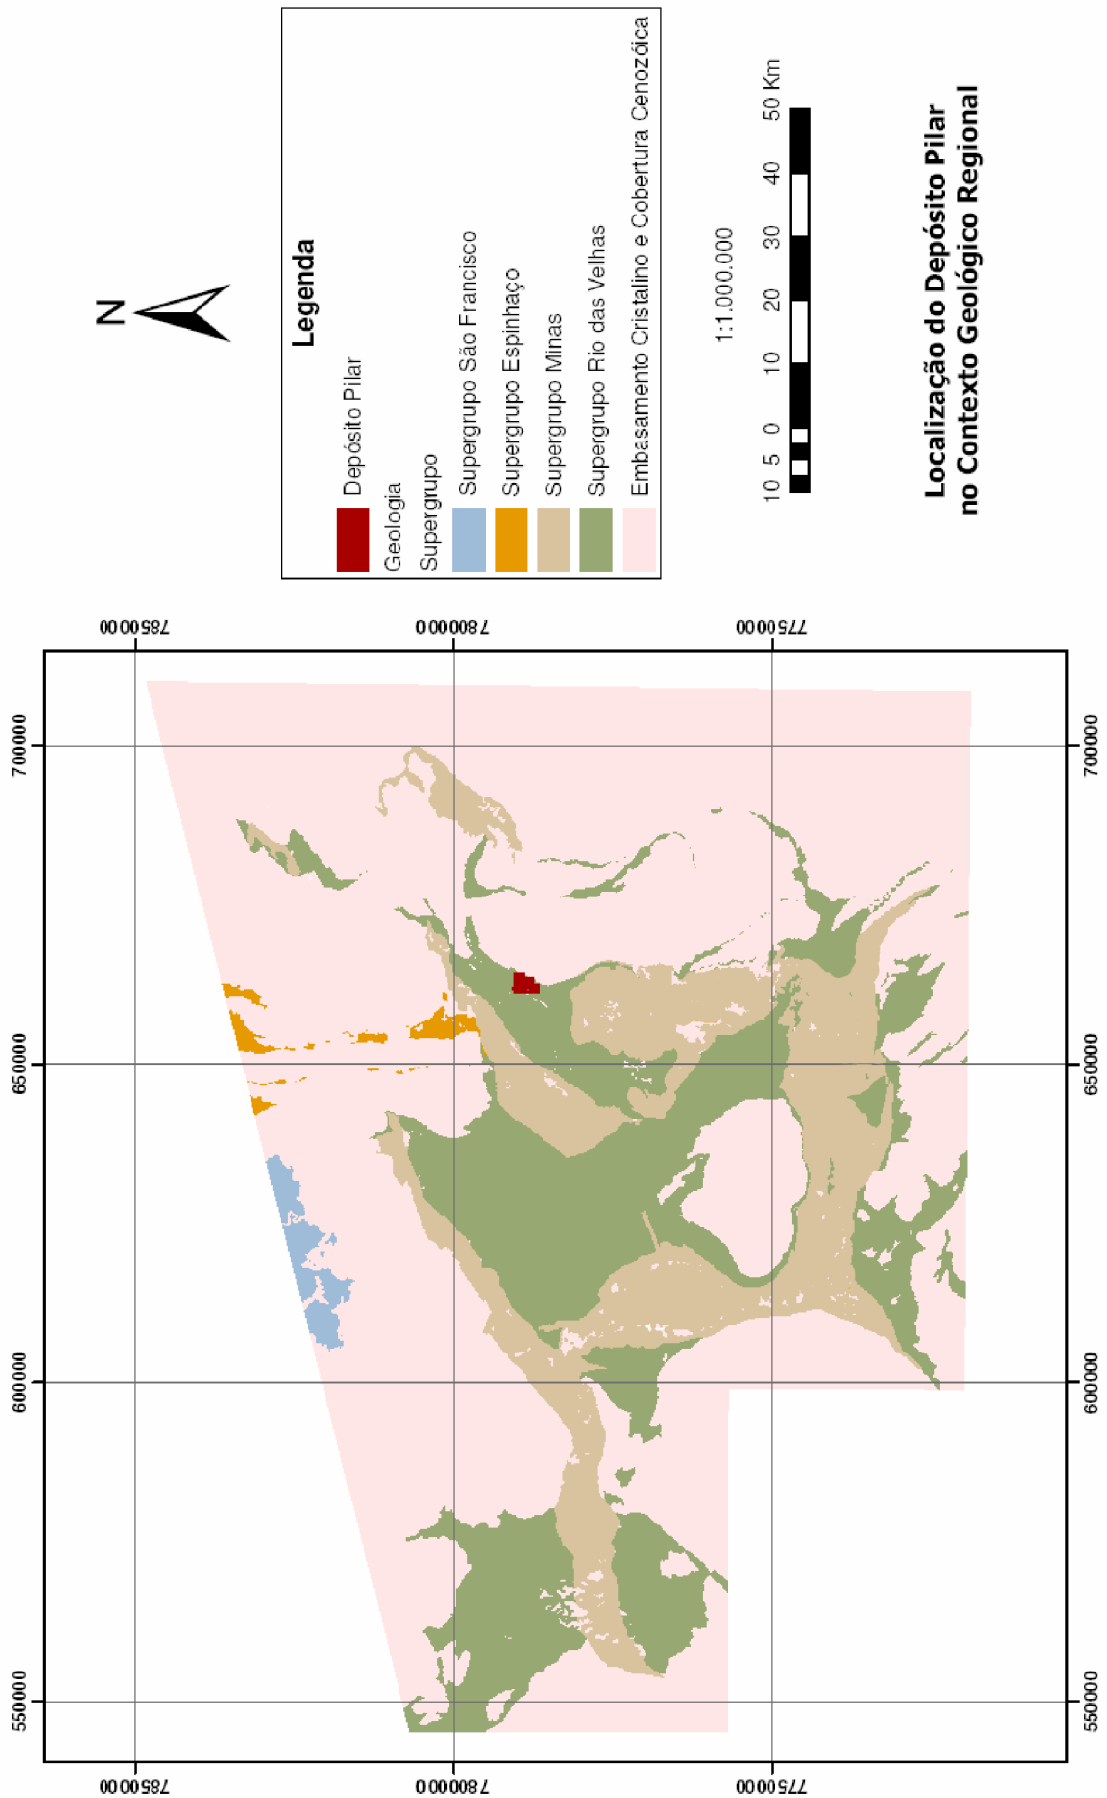 N
Legenda
Depósito Pilar
Geologia
Supergrupo
Supergrupo São Francisco
Supergrupo Espinhaço
Supergrupo Minas
Supergrupo Rio das Velhas
Embasamento Cristalino e Cobertura Cenozóica
1:1.000.000
10 5 0 10 20 30 40 50 Km
Localização do Depósito Pilar
no Contexto Geológico Regional
550000 600000 650000 700000
7850000 7850000
7800000 7800000
7750000 7750000
550000 600000 650000 700000